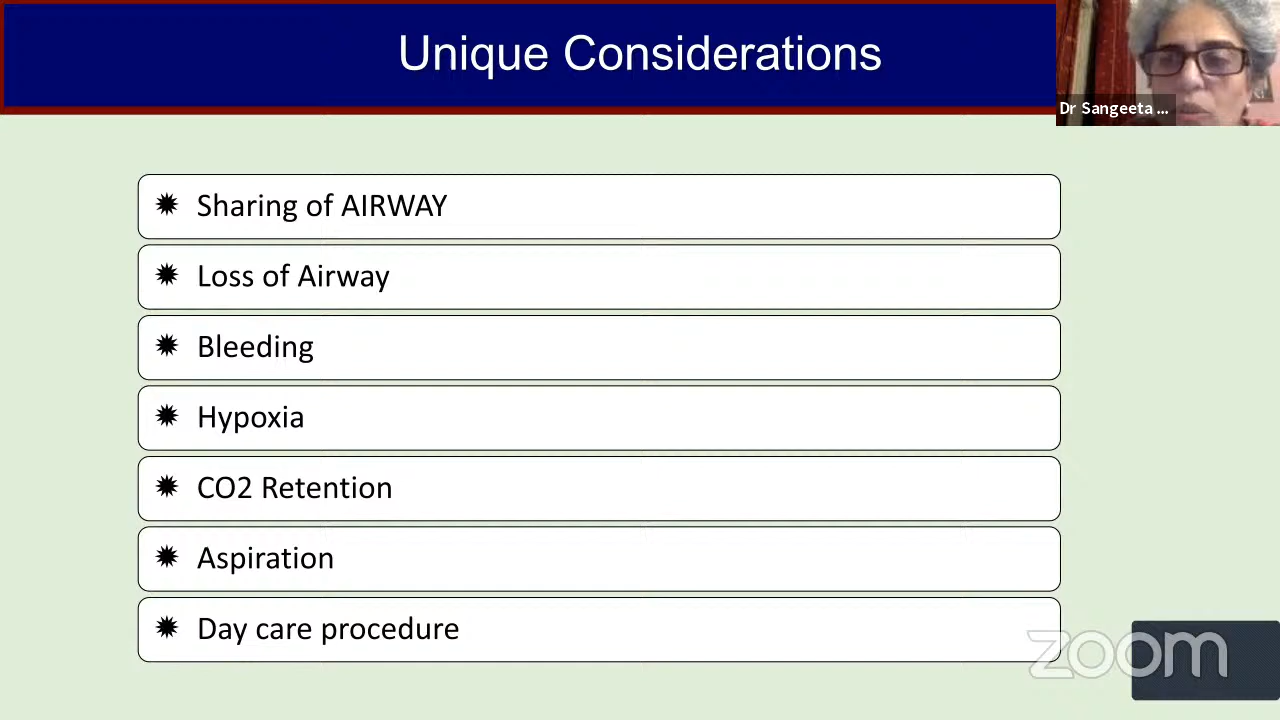 Unique Considerations
Dr Sangeeta ...
✹ Sharing of AIRWAY
✹ Loss of Airway
✹ Bleeding
✹ Hypoxia
✹ CO2 Retention
✹ Aspiration
✹ Day care procedure
zoom